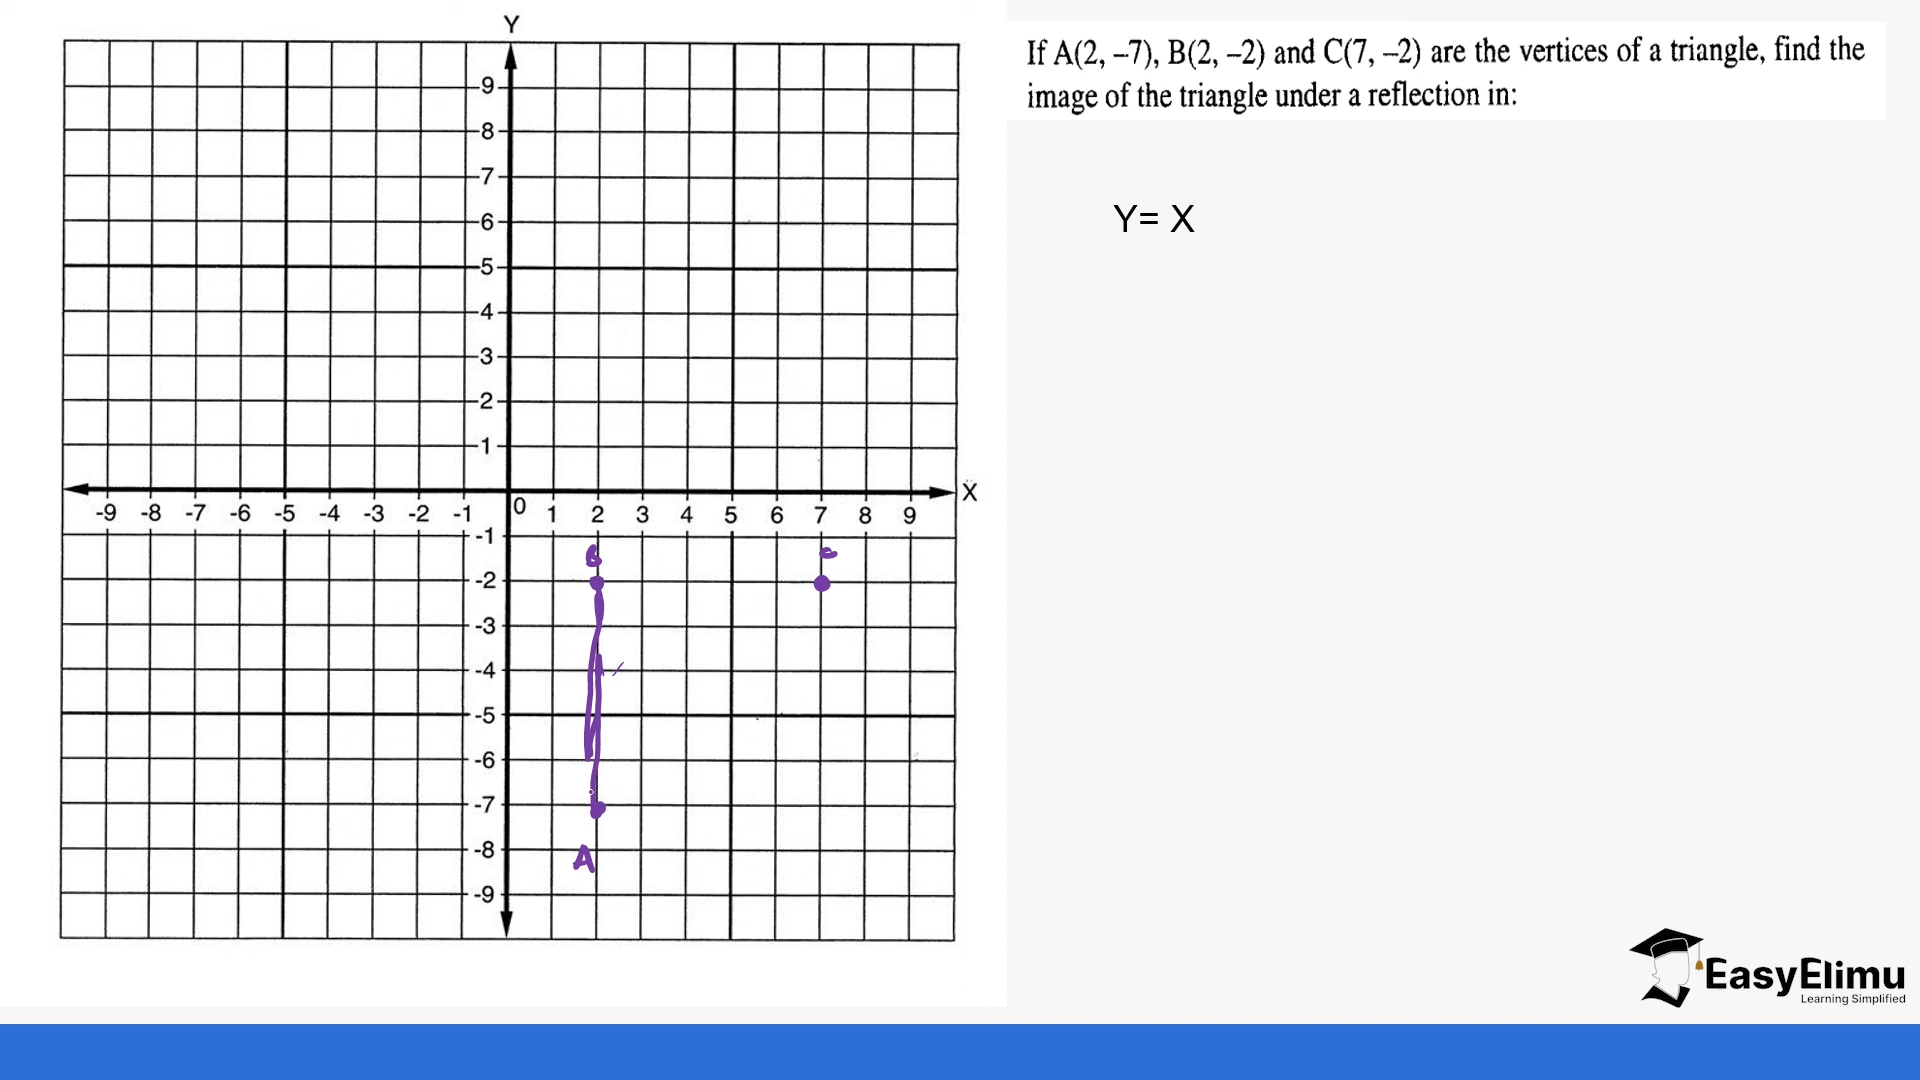 Y
9
8
7
6
5
4
3
2
1
X
-9 -8 -7 -6 -5 -4 -3 -2 -1 0 1 2 3 4 5 6 7 8 9
-1
B
C
-2
-3
-4
-5
-6
-7
-8
A
-9
If A(2, –7), B(2, –2) and C(7, –2) are the vertices of a triangle, find the
image of the triangle under a reflection in:
Y= X
EasyElimu
Learning Simplified